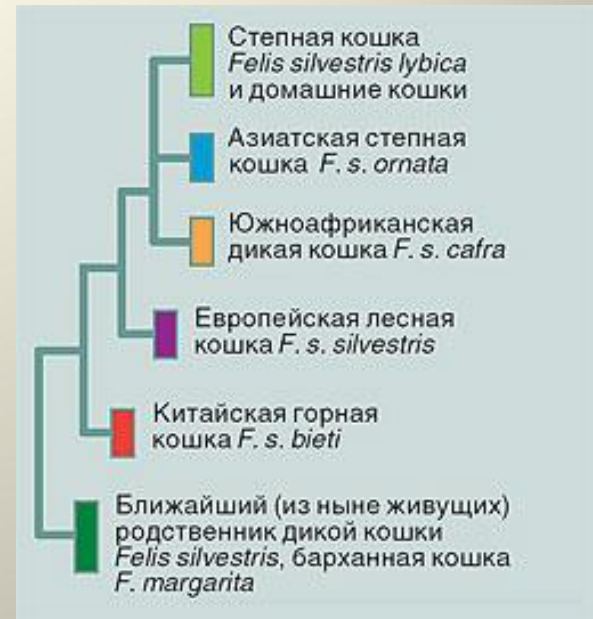 Степная кошка
Felis silvestris lybica
и домашние кошки
Азиатская степная
кошка F. s. ornata
Южноафриканская
дикая кошка F. s. cafra
Европейская лесная
кошка F. s. silvestris
Китайская горная
кошка F. s. bieti
Ближайший (из ныне живущих)
родственник дикой кошки
Felis silvestris, барханная кошка
F. margarita